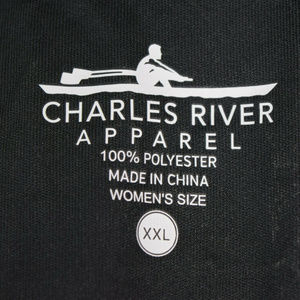 CHARLES RIVER
APPAREL
100% POLYESTER
MADE IN CHINA
WOMEN'S SIZE
XXL